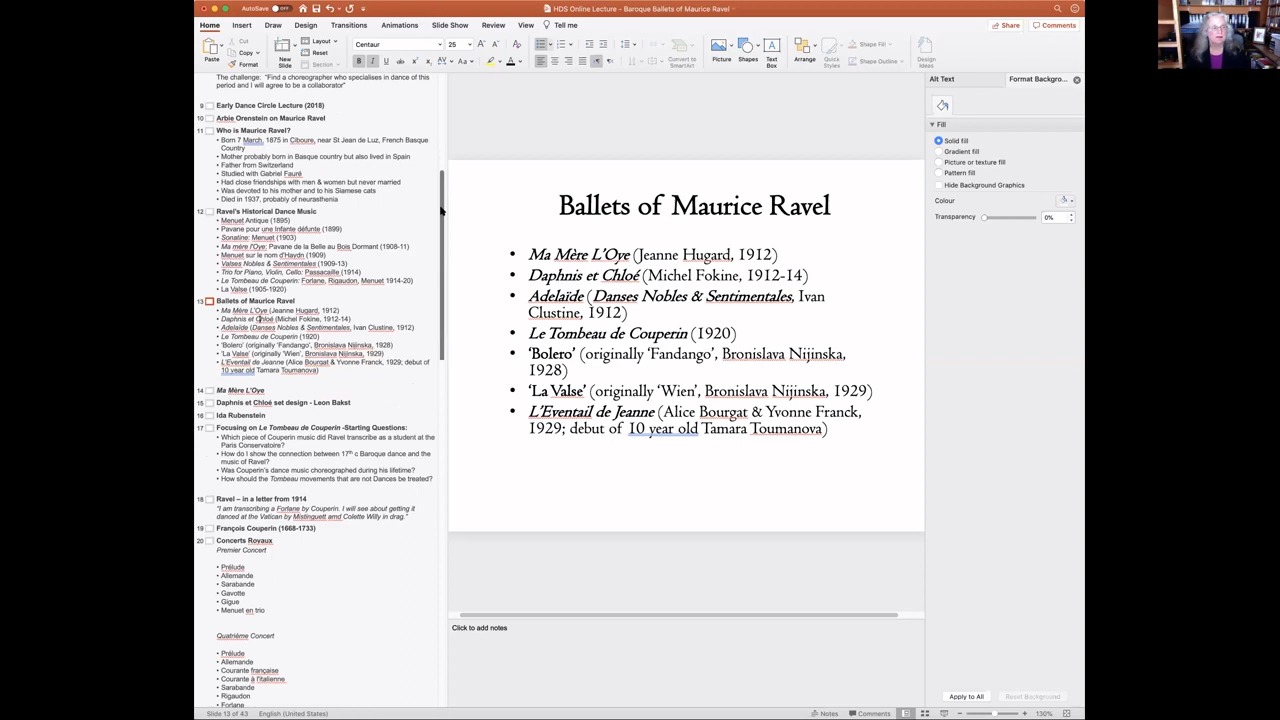 AutoSave OFF
HDS Online Lecture - Baroque Ballets of Maurice Ravel
Home Insert Draw Design Transitions Animations Slide Show Review View Tell me Share Comments
Paste
Cut
Copy
Format
New Slide
Layout
Reset
Section
Centaur 25
Convert to SmartArt
Picture Shapes Text Box Arrange Quick Styles
Shape Fill
Shape Outline
Design Ideas
The challenge: "Find a choreographer who specialises in dance of this
period and I will agree to be a collaborator"
9 Early Dance Circle Lecture (2018)
10 Arbie Orenstein on Maurice Ravel
11 Who is Maurice Ravel?
• Born 7 March, 1875 in Ciboure, near St Jean de Luz, French Basque
Country
• Mother probably born in Basque country but also lived in Spain
• Father from Switzerland
• Studied with Gabriel Fauré
• Had close friendships with men & women but never married
• Was devoted to his mother and to his Siamese cats
• Died in 1937, probably of neurasthenia
12 Ravel's Historical Dance Music
• Menuet Antique (1895)
• Pavane pour une Infante défunte (1899)
• Sonatine: Menuet (1903)
• Ma mère l'Oye: Pavane de la Belle au Bois Dormant (1908-11)
• Menuet sur le nom d'Haydn (1909)
• Valses Nobles & Sentimentales (1909-13)
• Trio for Piano, Violin, Cello: Passacaille (1914)
• Le Tombeau de Couperin: Forlane, Rigaudon, Menuet 1914-20)
• La Valse (1905-1920)
13 Ballets of Maurice Ravel
• Ma Mère L'Oye (Jeanne Hugard, 1912)
• Daphnis et Chloé (Michel Fokine, 1912-14)
• Adelaïde (Danses Nobles & Sentimentales, Ivan Clustine, 1912)
• Le Tombeau de Couperin (1920)
• 'Bolero' (originally 'Fandango', Bronislava Nijinska, 1928)
• 'La Valse' (originally 'Wien', Bronislava Nijinska, 1929)
• L'Eventail de Jeanne (Alice Bourgat & Yvonne Franck, 1929; debut of
10 year old Tamara Toumanova)
14 Ma Mère L'Oye
15 Daphnis et Chloé set design - Leon Bakst
16 Ida Rubenstein
17 Focusing on Le Tombeau de Couperin -Starting Questions:
• Which piece of Couperin music did Ravel transcribe as a student at the
Paris Conservatoire?
• How do I show the connection between 17th c Baroque dance and the
music of Ravel?
• Was Couperin's dance music choreographed during his lifetime?
• How should the Tombeau movements that are not Dances be treated?
18 Ravel – in a letter from 1914
"I am transcribing a Forlane by Couperin. I will see about getting it
danced at the Vatican by Mistinguett amd Colette Willy in drag."
19 François Couperin (1668-1733)
20 Concerts Royaux
Premier Concert
• Prélude
• Allemande
• Sarabande
• Gavotte
• Gigue
• Menuet en trio
Quatrième Concert
• Prélude
• Allemande
• Courante française
• Courante à l'italienne
• Sarabande
• Rigaudon
• Forlane
Ballets of Maurice Ravel
• Ma Mère L'Oye (Jeanne Hugard, 1912)
• Daphnis et Chloé (Michel Fokine, 1912-14)
• Adelaïde (Danses Nobles & Sentimentales, Ivan
Clustine, 1912)
• Le Tombeau de Couperin (1920)
• 'Bolero' (originally 'Fandango', Bronislava Nijinska,
1928)
• 'La Valse' (originally 'Wien', Bronislava Nijinska, 1929)
• L'Eventail de Jeanne (Alice Bourgat & Yvonne Franck,
1929; debut of 10 year old Tamara Toumanova)
Click to add notes
Alt Text Format Backgro...
Fill
Solid fill
Gradient fill
Picture or texture fill
Pattern fill
Hide Background Graphics
Colour
Transparency 0%
Apply to All Reset Background
Slide 13 of 43 English (United States) Notes Comments 130%